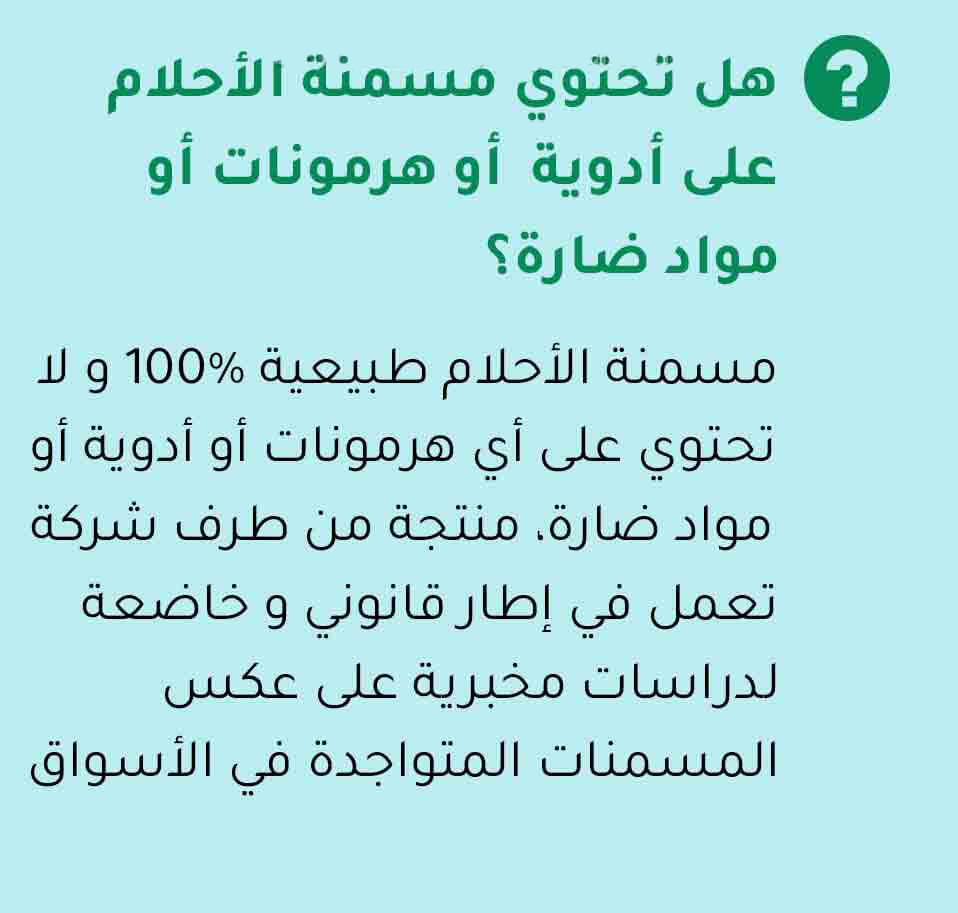 هل تحتوي مسمنة الأحلام
على أدوية أو هرمونات أو
مواد ضارة؟
مسمنة الأحلام طبيعية %100 و لا
تحتوي على أي هرمونات أو أدوية أو
مواد ضارة، منتجة من طرف شركة
تعمل في إطار قانوني و خاضعة
لدراسات مخبرية على عكس
المسمنات المتواجدة في الأسواق